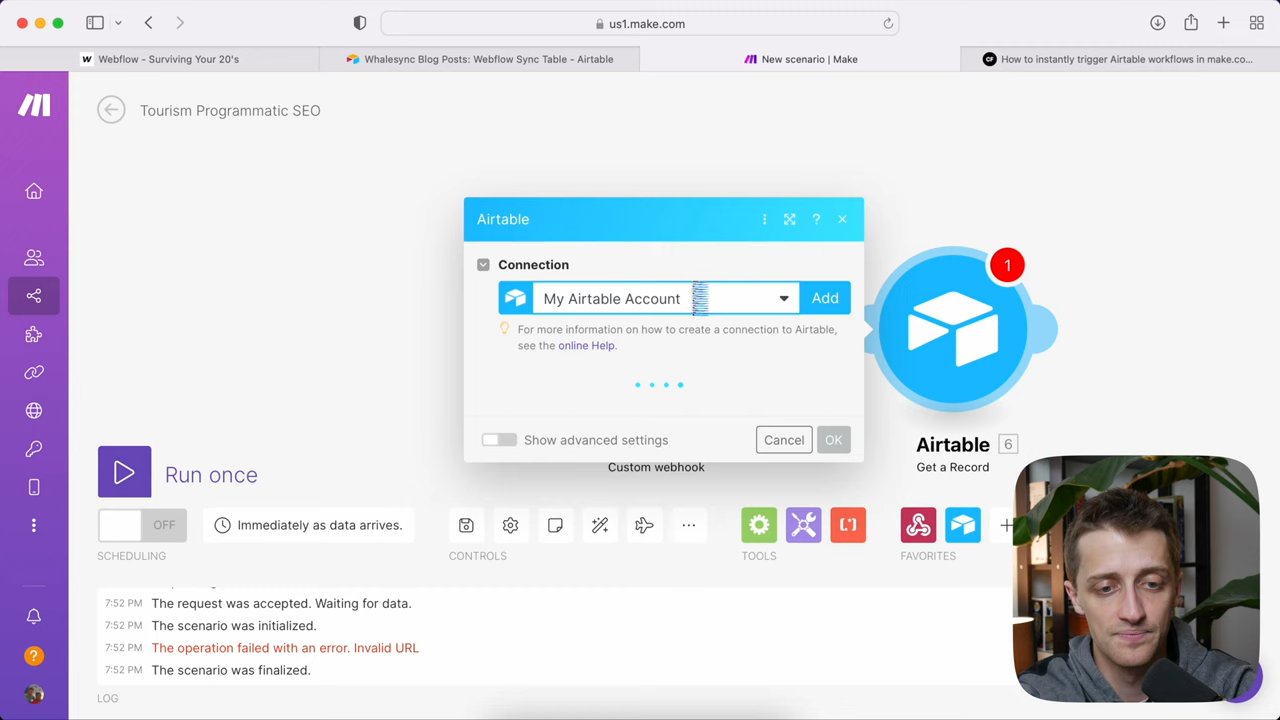 us1.make.com
Webflow - Surviving Your 20's
Whalesync Blog Posts: Webflow Sync Table - Airtable
New scenario | Make
How to instantly trigger Airtable workflows in make.co...
Tourism Programmatic SEO
Airtable
?
Connection
My Airtable Account
Add
For more information on how to create a connection to Airtable,
see the online Help.
1
Show advanced settings
Cancel
OK
Airtable 6
Custom webhook
Get a Record
Run once
OFF
Immediately as data arrives.
SCHEDULING
CONTROLS
TOOLS
FAVORITES
7:52 PM The request was accepted. Waiting for data.
7:52 PM The scenario was initialized.
7:52 PM The operation failed with an error. Invalid URL
7:52 PM The scenario was finalized.
LOG